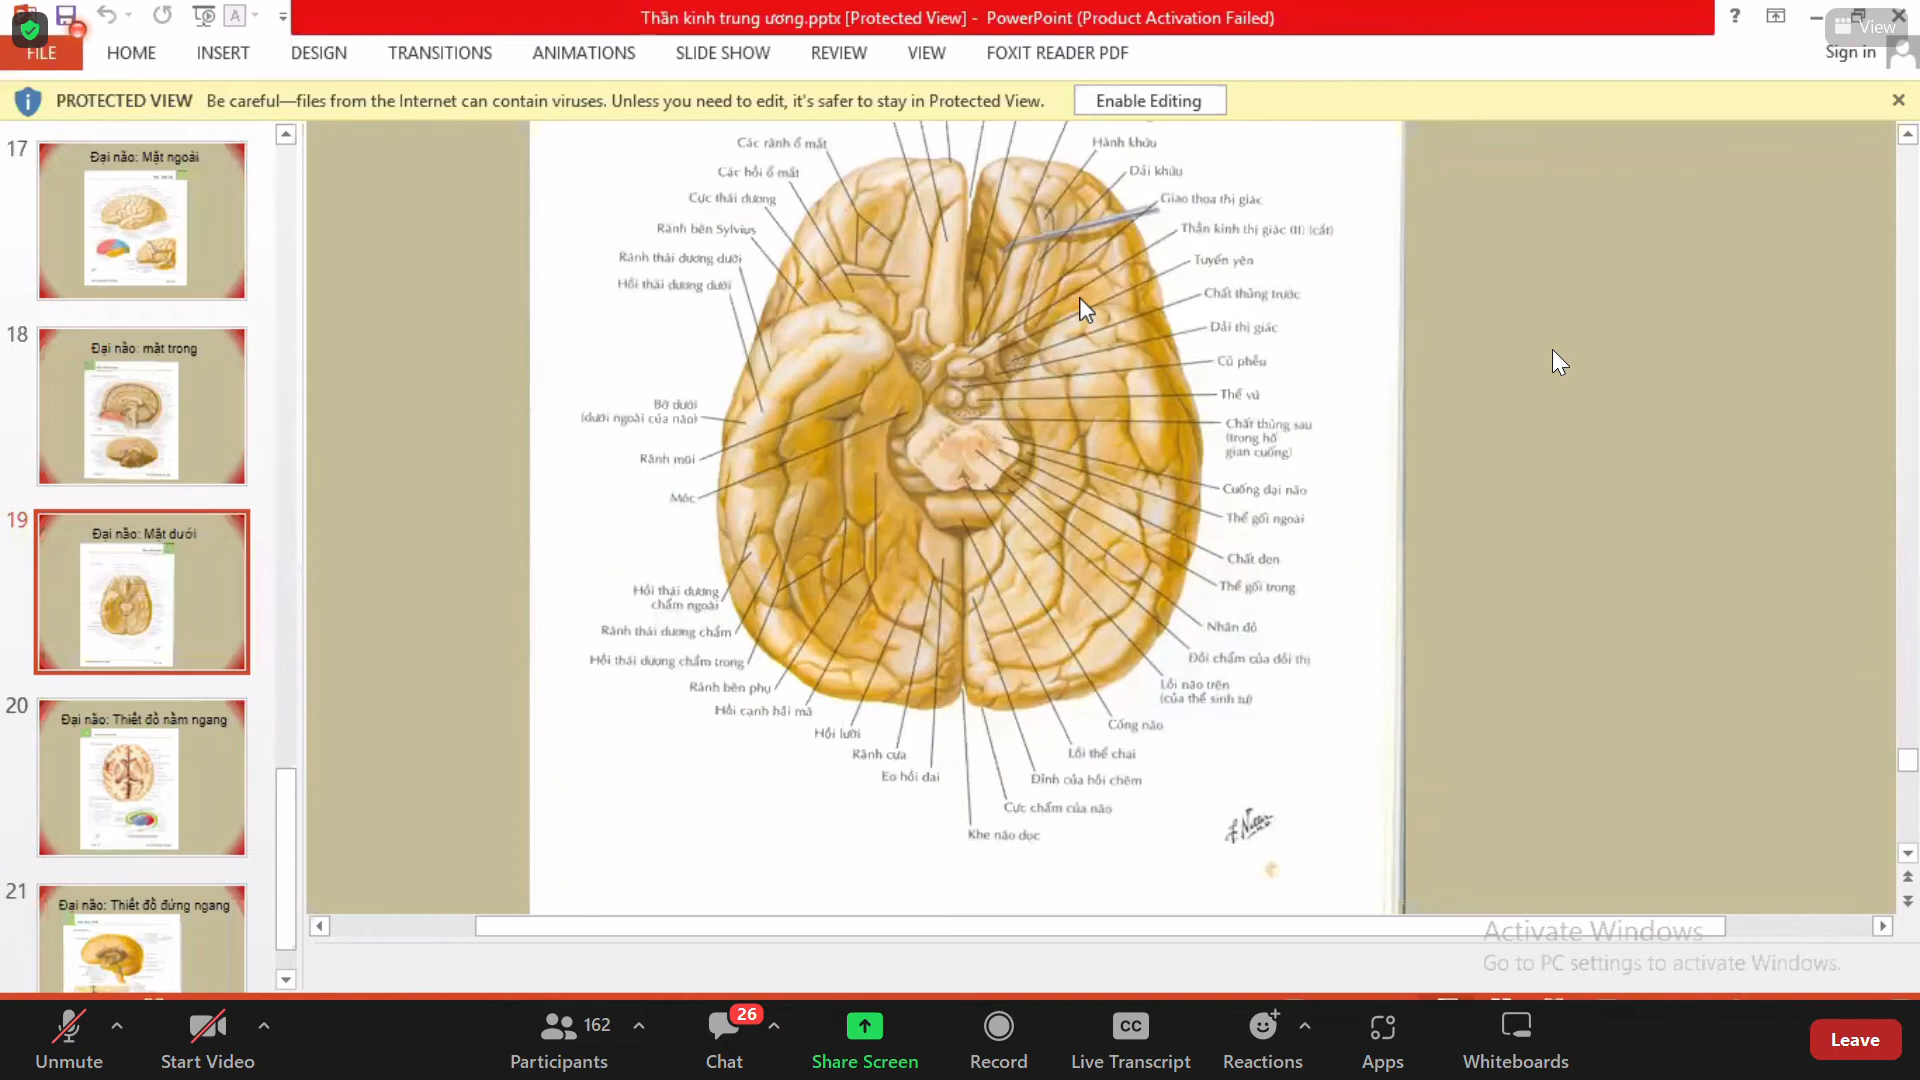 Thần kinh trung ương.pptx [Protected View] - PowerPoint (Product Activation Failed)
View
FILE
HOME
INSERT
DESIGN
TRANSITIONS
ANIMATIONS
SLIDE SHOW
REVIEW
VIEW
FOXIT READER PDF
Sign in
PROTECTED VIEW Be careful—files from the Internet can contain viruses. Unless you need to edit, it's safer to stay in Protected View.
Enable Editing
17
Đại não: Mặt ngoài
18
Đại não: mặt trong
19
Đại não: Mặt dưới
20
Đại não: Thiết đồ nằm ngang
21
Đại não: Thiết đồ đứng ngang
Các rãnh ổ mắt
Các hồi ổ mắt
Cực thái dương
Rãnh bên Sylvius
Rãnh thái dương dưới
Hồi thái dương dưới
Bờ dưới
(dưới ngoài của não)
Rãnh mũi
Móc
Hồi thái dương
chẩm ngoài
Rãnh thái dương chẩm
Hồi thái dương chẩm trong
Rãnh bên phụ
Hồi cạnh hải mã
Hồi lưỡi
Rãnh cựa
Eo hồi đai
Khe não dọc
Hành khứu
Dải khứu
Giao thoa thị giác
Thần kinh thị giác (II) (cắt)
Tuyến yên
Chất thủng trước
Dải thị giác
Củ phễu
Thể vú
Chất thủng sau
(trong hố
gian cuống)
Cuống đại não
Thể gối ngoài
Chất đen
Thể gối trong
Nhân đỏ
Đồi chẩm của đồi thị
Lồi não trên
(của thể sinh tư)
Cống não
Lồi thể chai
Đỉnh của hồi chêm
Cực chẩm của não
F. Netter
Activate Windows
Go to PC settings to activate Windows.
Unmute
Start Video
162
Participants
26
Chat
Share Screen
Record
CC
Live Transcript
Reactions
Apps
Whiteboards
Leave